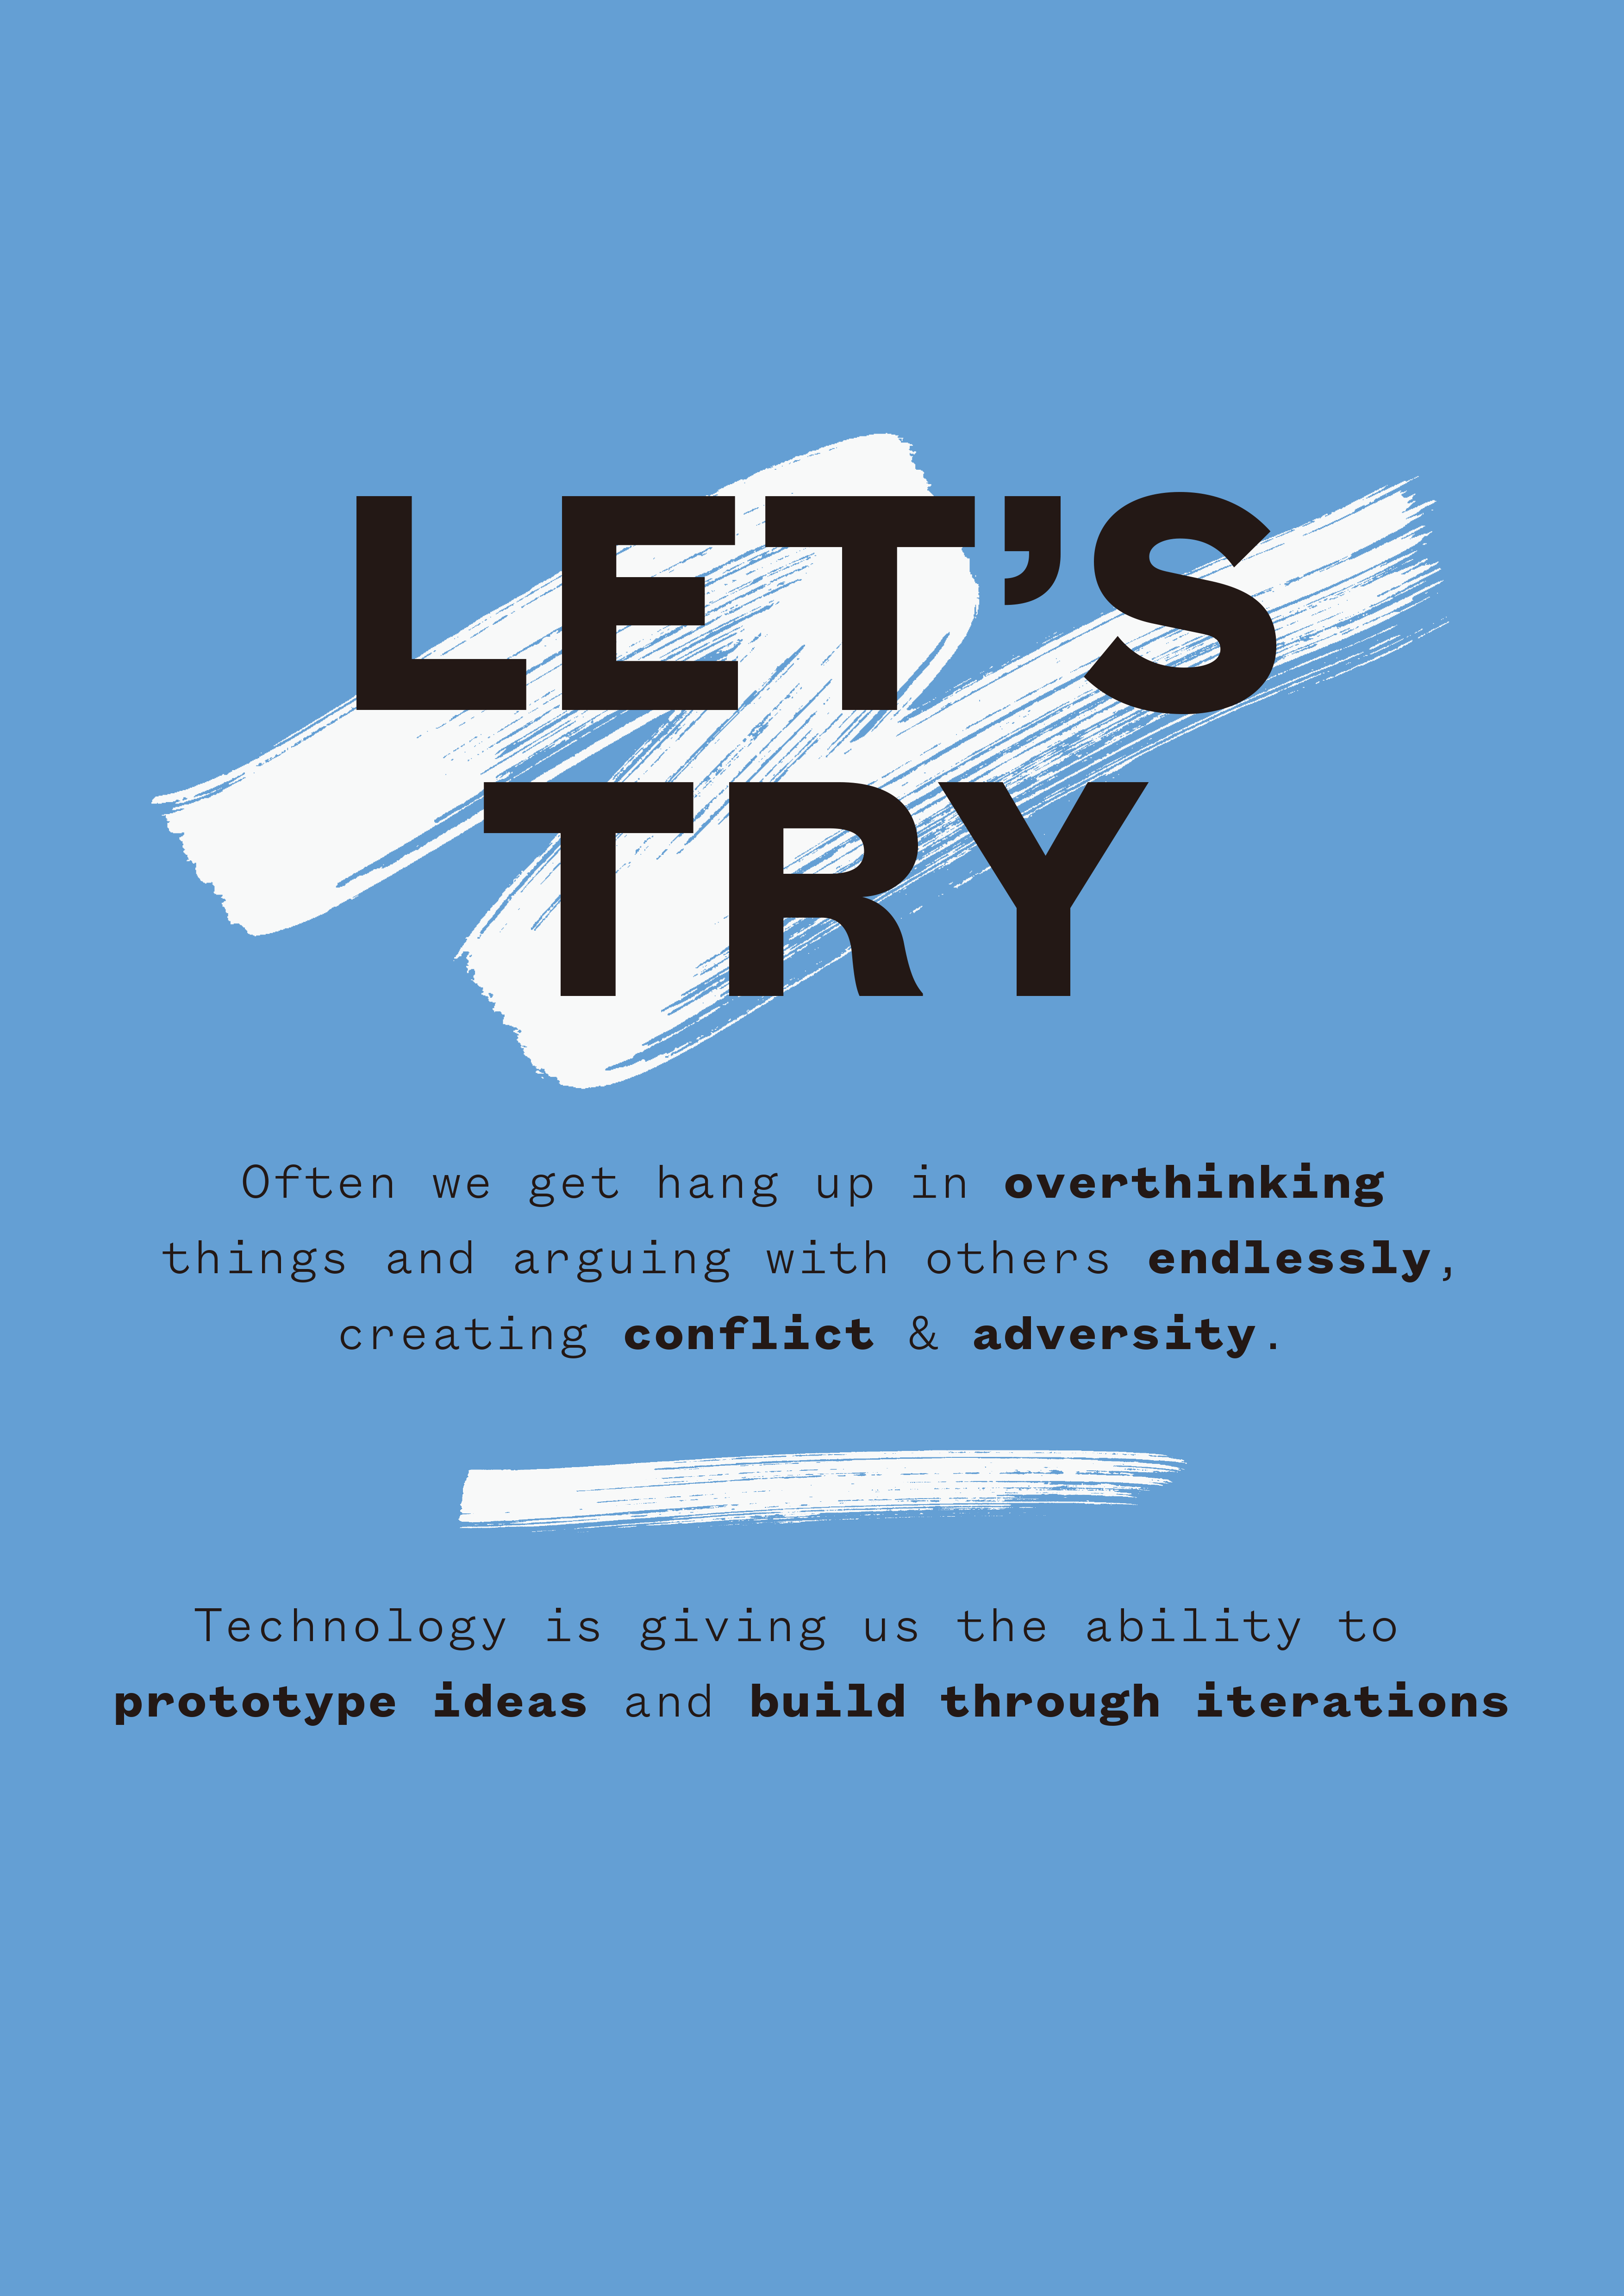 LET’S
TRY
Often we get hang up in overthinking
things and arguing with others endlessly,
creating conflict & adversity.
Technology is giving us the ability to
prototype ideas and build through iterations